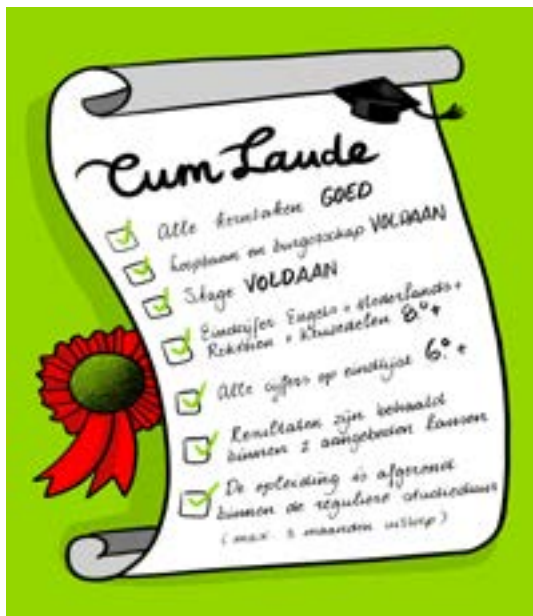 Cum Laude
Alle kerntaken GOED
Loopbaan en burgerschap VOLDAAN
Stage VOLDAAN
Eindcijfer Engels + Nederlands +
Rekenen + Keuzedelen 8.0 +
Alle cijfers op eindlijst 6.0 +
Resultaten zijn behaald
binnen 2 aangeboden kansen
De opleiding is afgerond
binnen de reguliere studieduur
(max. 3 maanden uitloop)